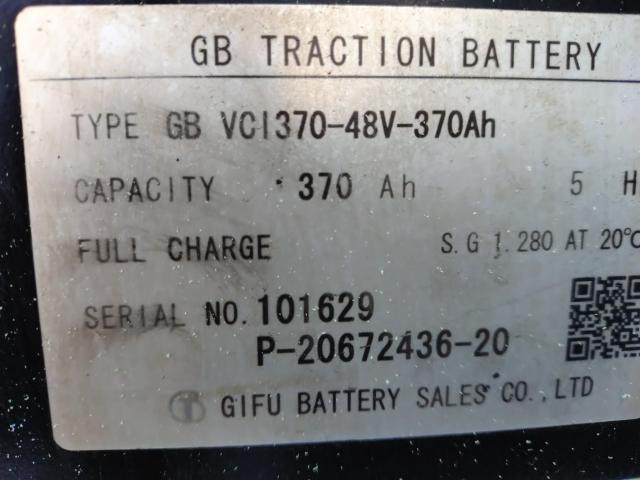 GB TRACTION BATTERY
TYPE GB VCI370-48V-370Ah
CAPACITY 370 Ah 5 H
FULL CHARGE S.G 1.280 AT 20℃
SERIAL NO. 101629
P-20672436-20
GIFU BATTERY SALES CO.,LTD